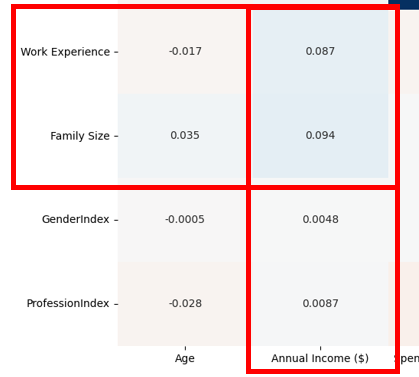 Work Experience -0.017 0.087
Family Size 0.035 0.094
GenderIndex -0.0005 0.0048
ProfessionIndex -0.028 0.0087
Age Annual Income ($)